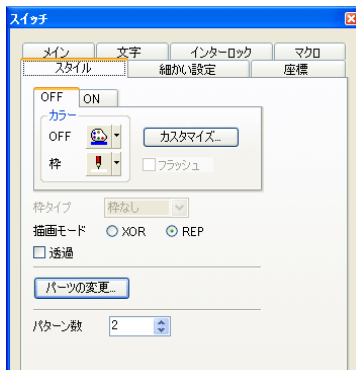 スイッチ
メイン 文字 インターロック マクロ
スタイル 細かい設定 座標
OFF ON
カラー
OFF カスタマイズ...
枠 フラッシュ
枠タイプ 枠なし
描画モード XOR REP
透過
パーツの変更...
パターン数 2